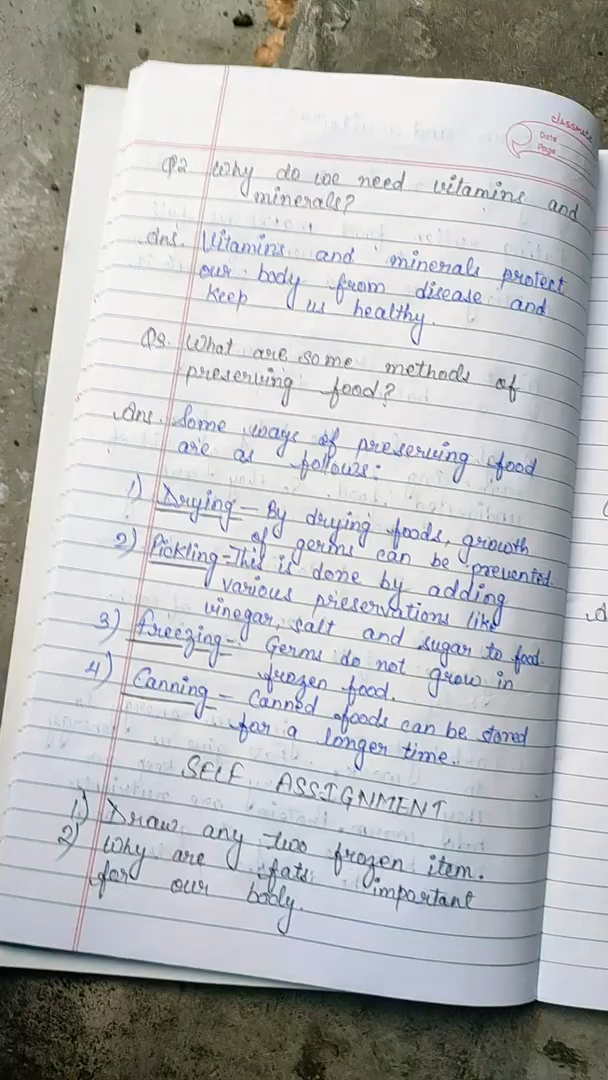 classmate
Date
Page
Q2 Why do we need vitamins and
minerals?
Ans. Vitamins and minerals protect
our body from disease and
keep us healthy.
Q3. What are some methods of
preserving food?
Ans. Some ways of preserving food
are as follows:
1) Drying - By drying foods, growth
of germs can be prevented.
2) Pickling - This is done by adding
various preservations like
vinegar, salt and sugar to food.
3) Freezing - Germs do not grow in
frozen food.
4) Canning - Canned foods can be stored
for a longer time.
SELF ASSIGNMENT
1) Draw any two frozen item.
2) Why are fats important
for our body.